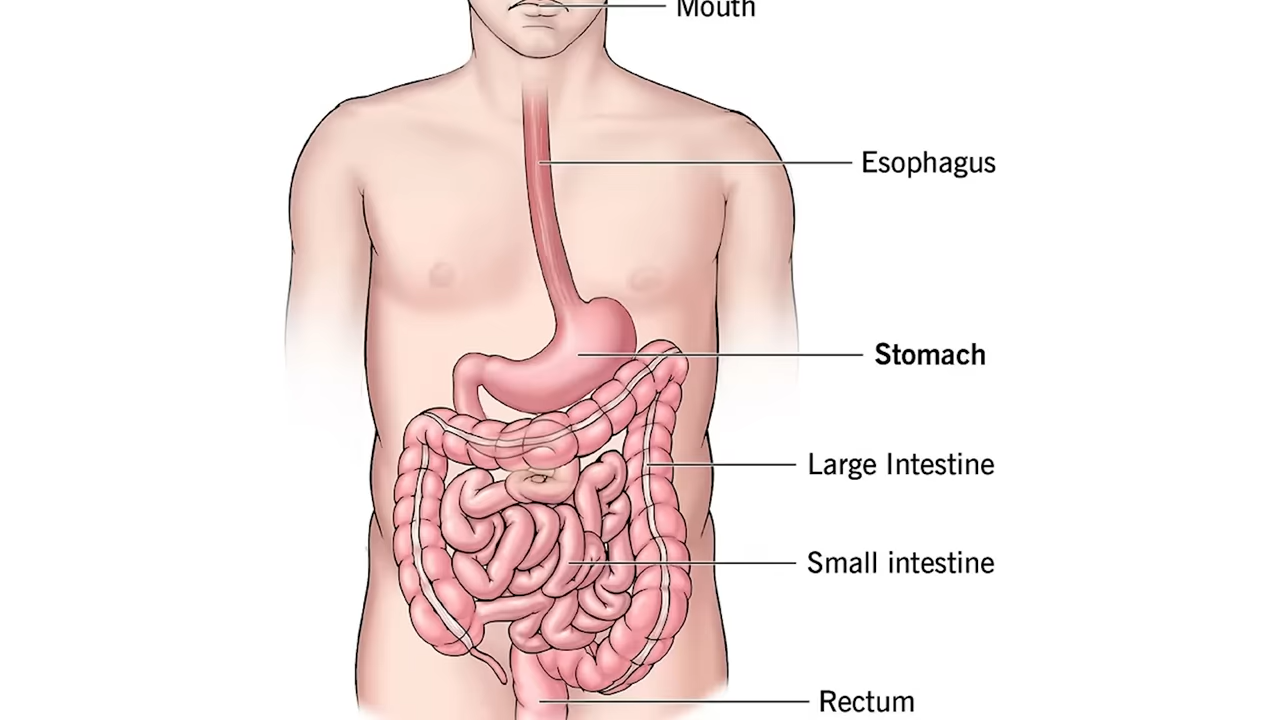 Mouth
Esophagus
Stomach
Large Intestine
Small intestine
Rectum